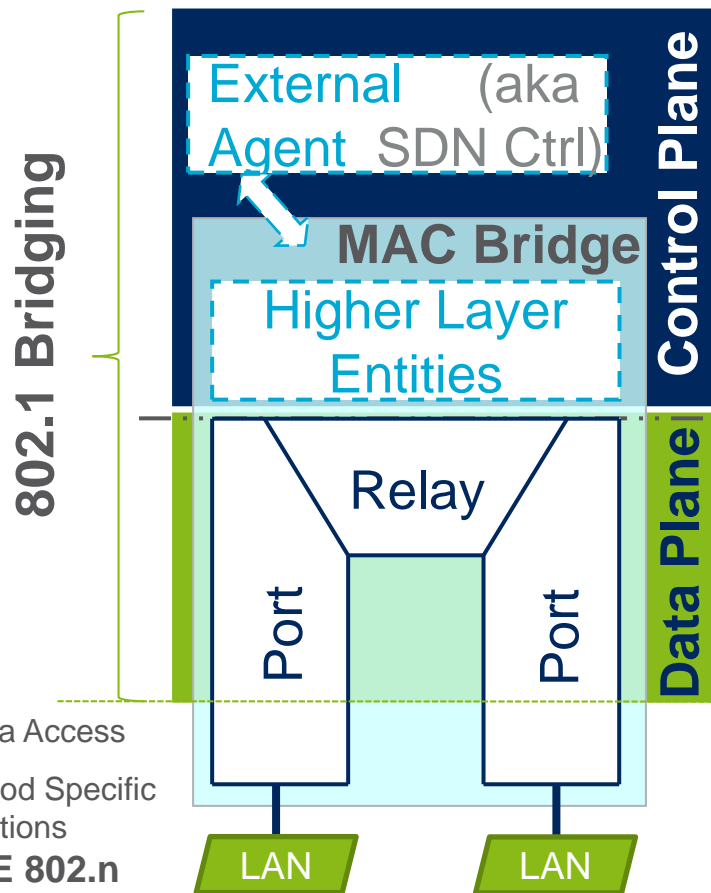 External (aka
Agent SDN Ctrl)
Control Plane
802.1 Bridging
MAC Bridge
Higher Layer
Entities
Relay
Port
Port
Data Plane
a Access
od Specific
tions
E 802.n
LAN
LAN